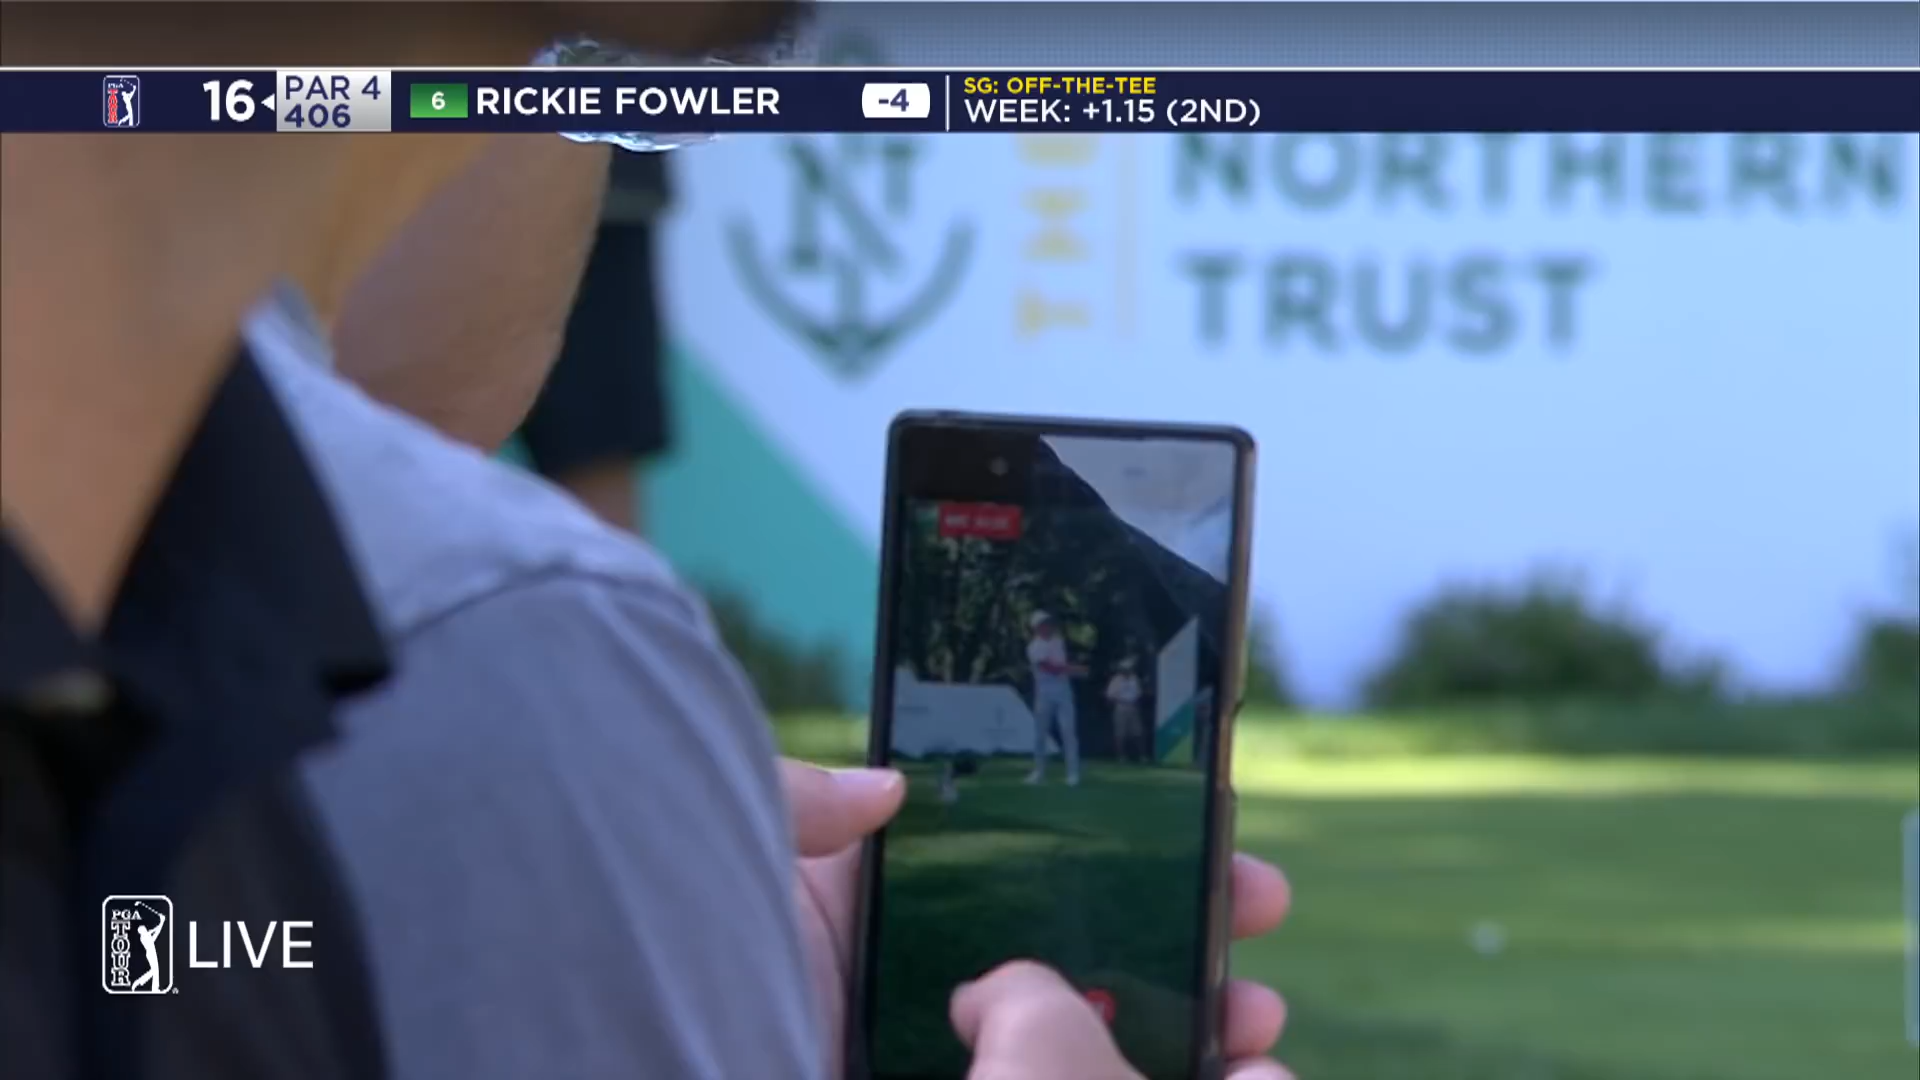 16
PAR 4
406
6
RICKIE FOWLER
-4
SG: OFF-THE-TEE
WEEK: +1.15 (2ND)
NT
NORTHERN
TRUST
PGA
TOUR
LIVE